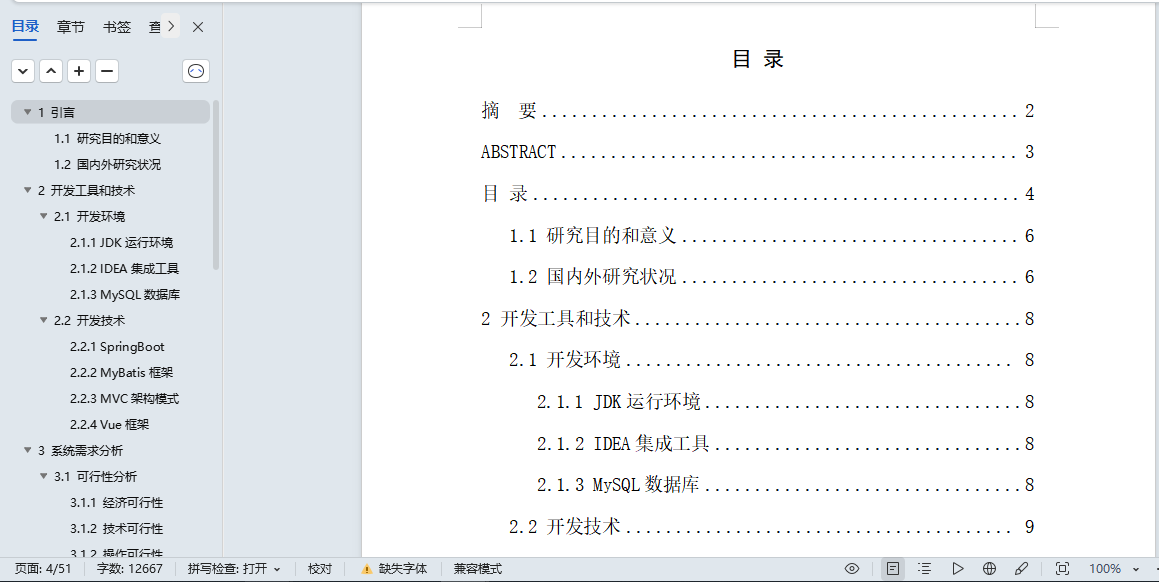 目录 章节 书签 查
1 引言
1.1 研究目的和意义
1.2 国内外研究状况
2 开发工具和技术
2.1 开发环境
2.1.1 JDK 运行环境
2.1.2 IDEA 集成工具
2.1.3 MySQL 数据库
2.2 开发技术
2.2.1 SpringBoot
2.2.2 MyBatis 框架
2.2.3 MVC 架构模式
2.2.4 Vue 框架
3 系统需求分析
3.1 可行性分析
3.1.1 经济可行性
3.1.2 技术可行性
3.1.2 操作可行性
目 录
摘 要................................................2
ABSTRACT..............................................3
目 录.................................................4
1.1 研究目的和意义..................................6
1.2 国内外研究状况..................................6
2 开发工具和技术.......................................8
2.1 开发环境....................................... 8
2.1.1 JDK 运行环境................................8
2.1.2 IDEA 集成工具...............................8
2.1.3 MySQL 数据库................................8
2.2 开发技术....................................... 9
页面: 4/51 字数: 12667 拼写检查: 打开 校对 缺失字体 兼容模式 100%